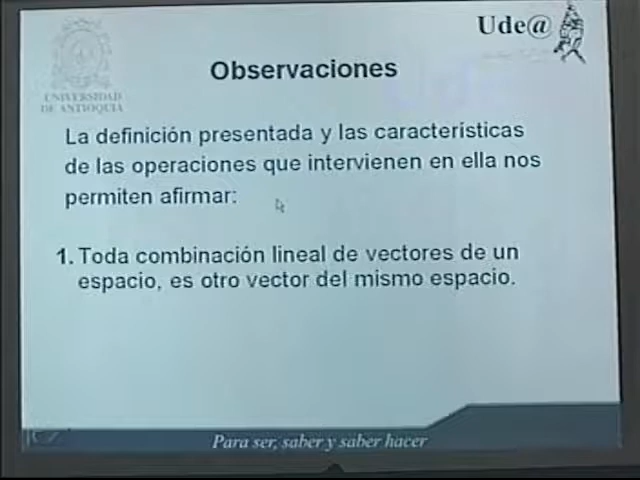 Ude@
UNIVERSIDAD
DE ANTIOQUIA
Observaciones
La definición presentada y las características
de las operaciones que intervienen en ella nos
permiten afirmar:
1. Toda combinación lineal de vectores de un
espacio, es otro vector del mismo espacio.
Para ser, saber y saber hacer